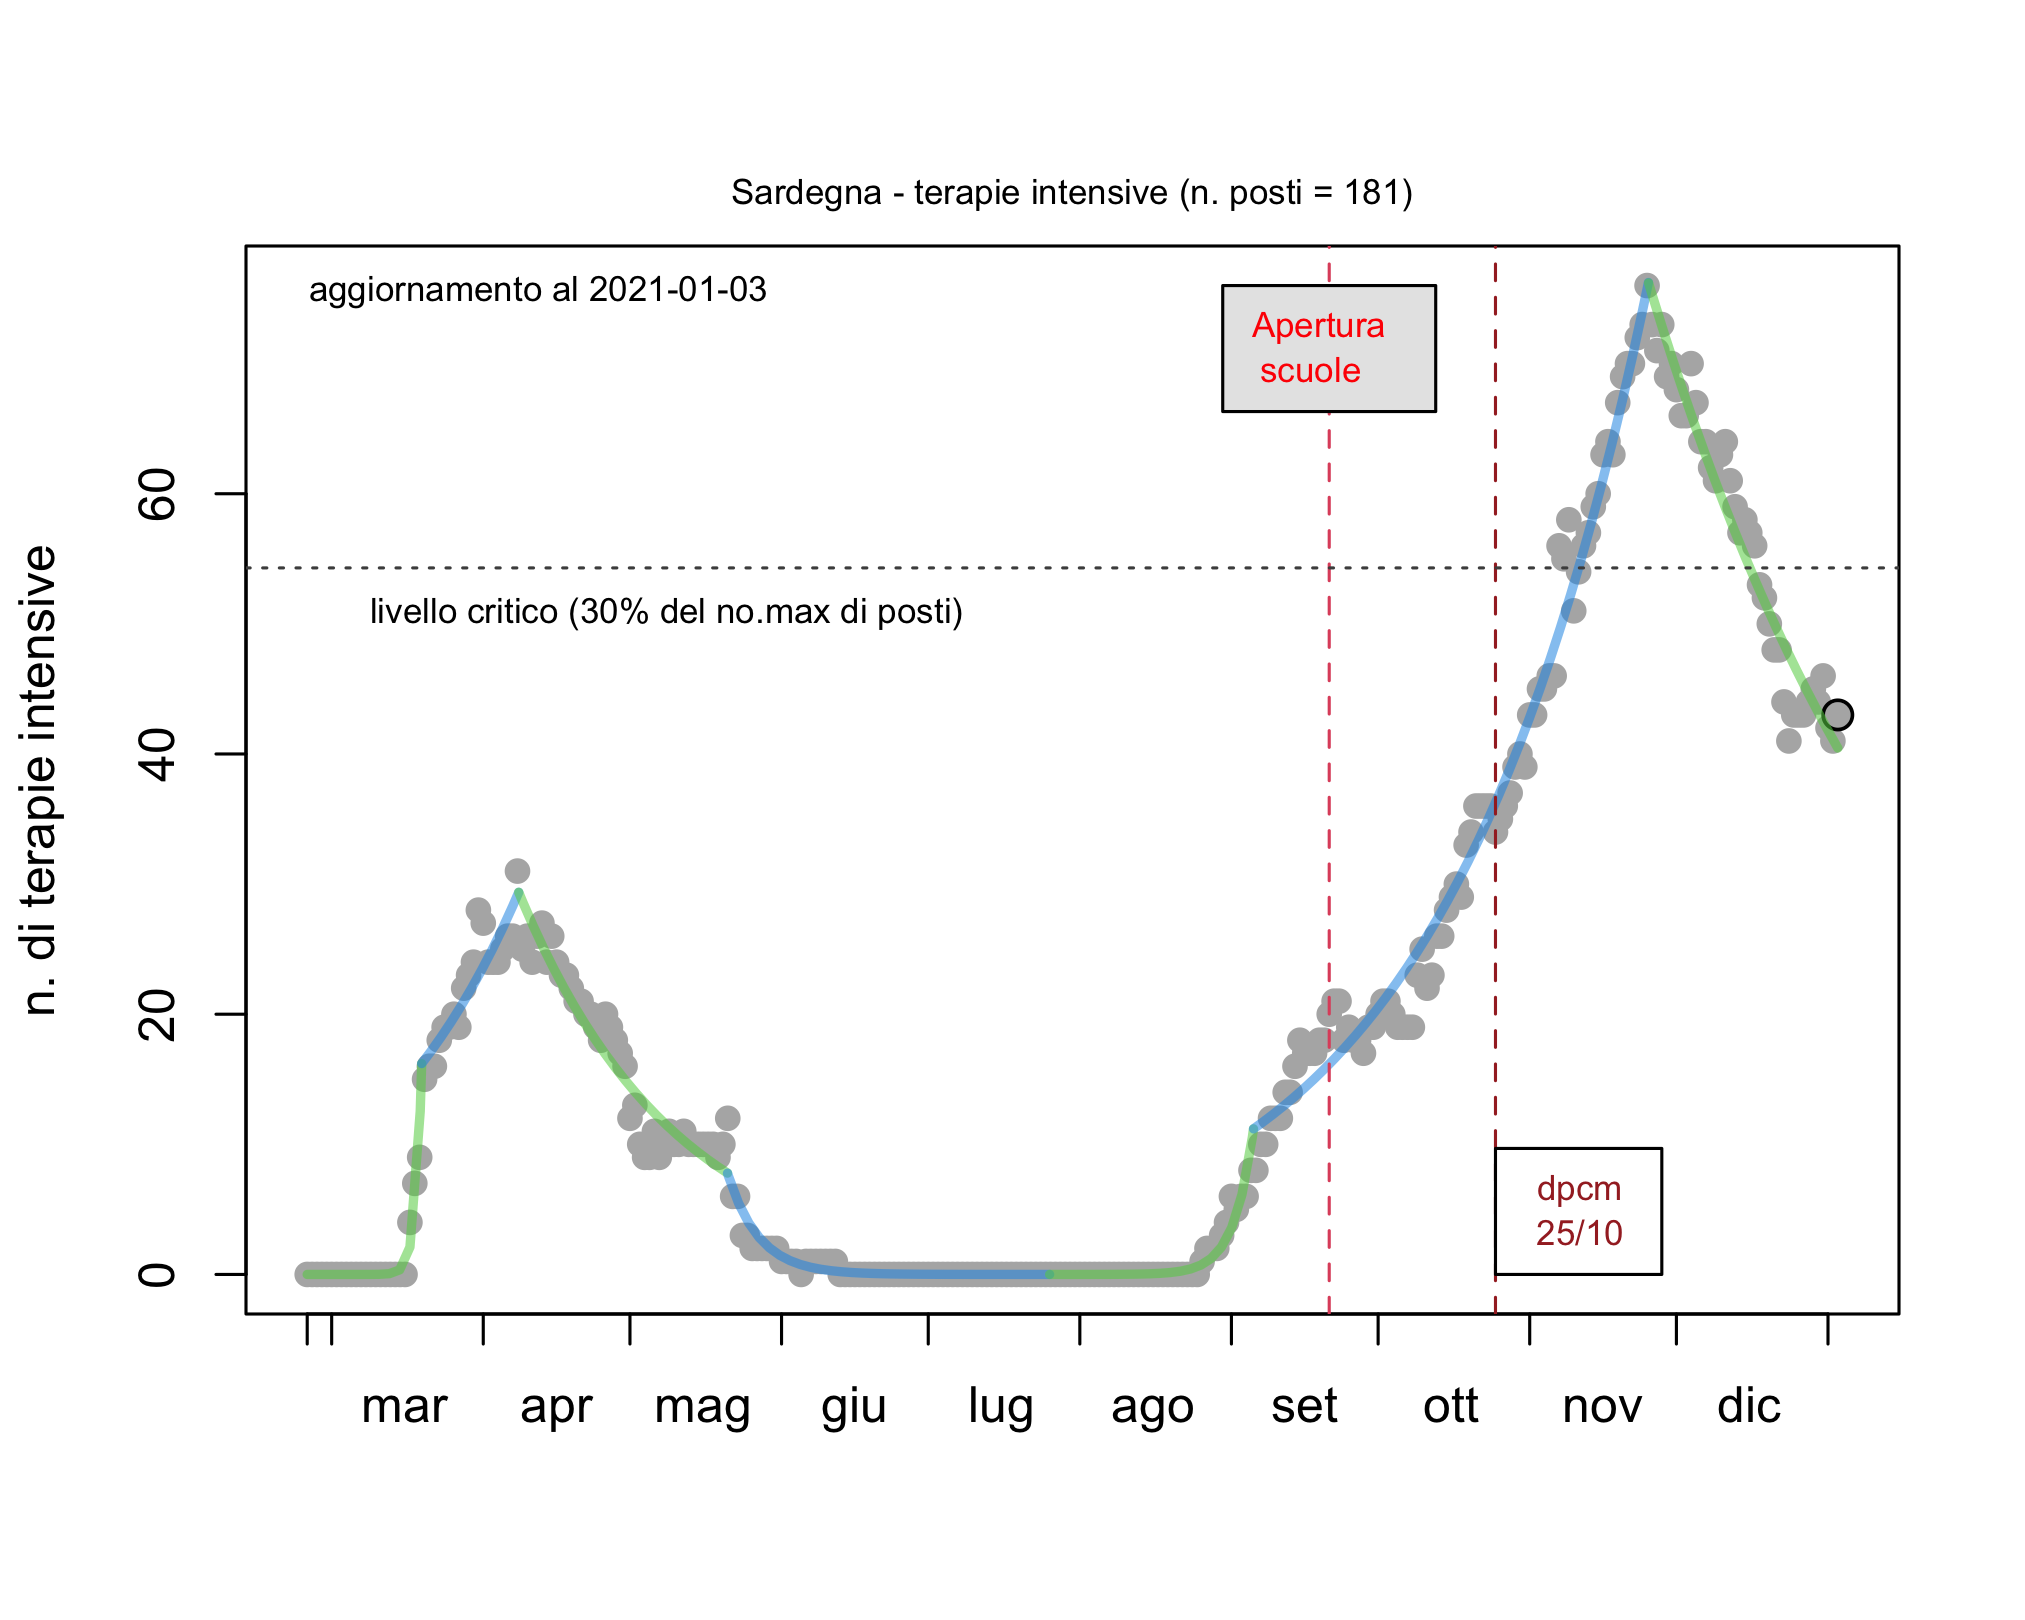 Sardegna - terapie intensive (n. posti = 181)
aggiornamento al 2021-01-03
Apertura
scuole
livello critico (30% del no.max di posti)
dpcm
25/10
n. di terapie intensive
60
40
20
0
mar apr mag giu lug ago set ott nov dic